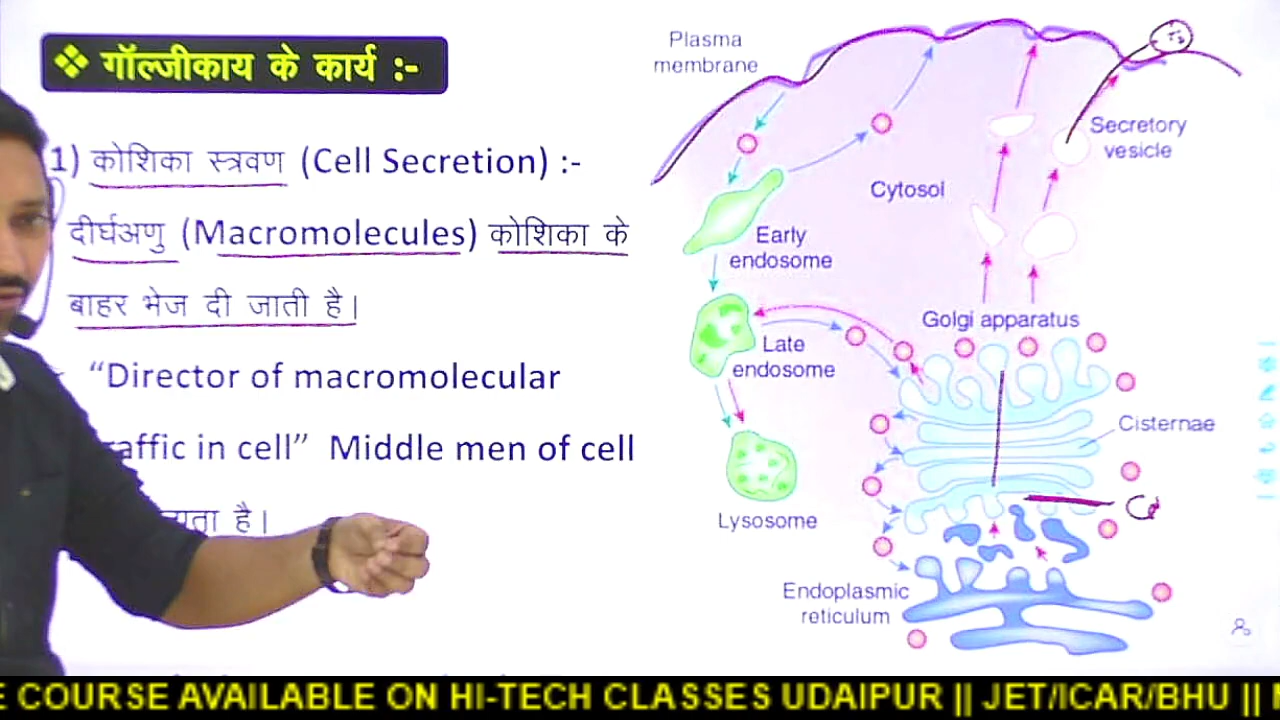 ❖ गॉल्जीकाय के कार्य :-
1) कोशिका स्त्रवण (Cell Secretion) :-
दीर्घअणु (Macromolecules) कोशिका के
बाहर भेज दी जाती है।
“Director of macromolecular
in cell” Middle men of cell
है।
Plasma
membrane
Secretory
vesicle
Cytosol
Early
endosome
Golgi apparatus
Late
endosome
Cisternae
Lysosome
Endoplasmic
reticulum
COURSE AVAILABLE ON HI-TECH CLASSES UDAIPUR || JET/ICAR/BHU ||